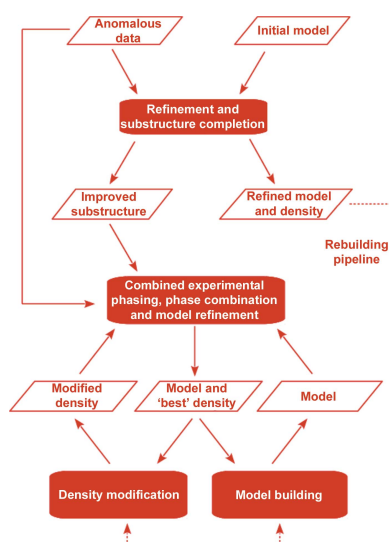 Anomalous
data
Initial model
Refinement and
substructure completion
Improved
substructure
Refined model
and density
Rebuilding
pipeline
Combined experimental
phasing, phase combination
and model refinement
Modified
density
Model and
‘best’ density
Model
Density modification
Model building